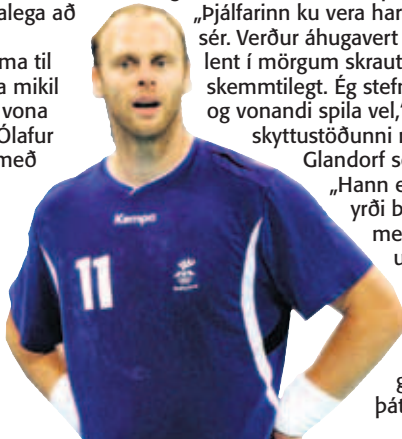 alega að
ma til
a mikil
vona
Ólafur
með
„Þjálfarinn ku vera har
sér. Verður áhugavert
lent í mörgum skraut
skemmtilegt. Ég stefn
og vonandi spila vel,“
skyttustöðunni
Glandorf se
„Hann e
yrði b
me
u
g
þát
Kempa
11